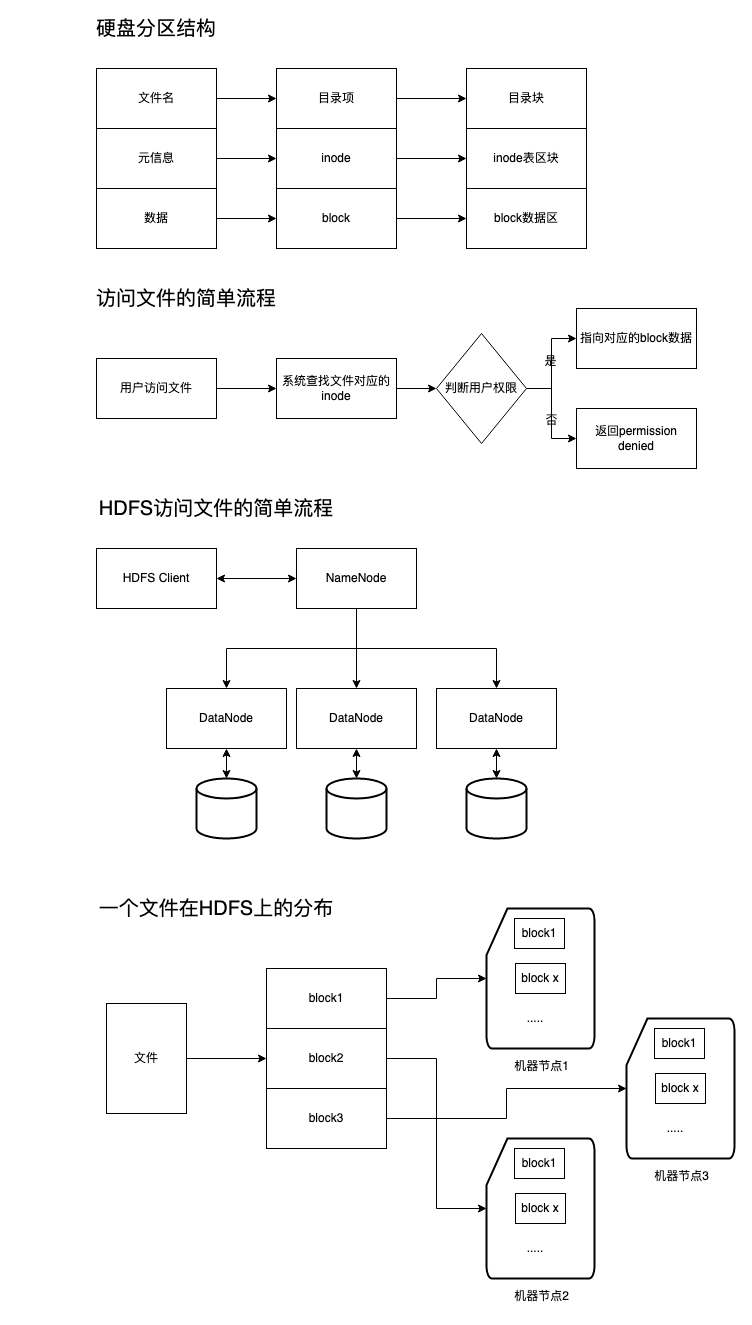 硬盘分区结构
文件名
目录项
目录块
元信息
inode
inode表区块
数据
block
block数据区
访问文件的简单流程
用户访问文件
系统查找文件对应的
inode
判断用户权限
是
指向对应的block数据
否
返回permission
denied
HDFS访问文件的简单流程
HDFS Client
NameNode
DataNode
DataNode
DataNode
一个文件在HDFS上的分布
文件
block1
block2
block3
block1
block x
.....
机器节点1
block1
block x
.....
机器节点3
block1
block x
.....
机器节点2